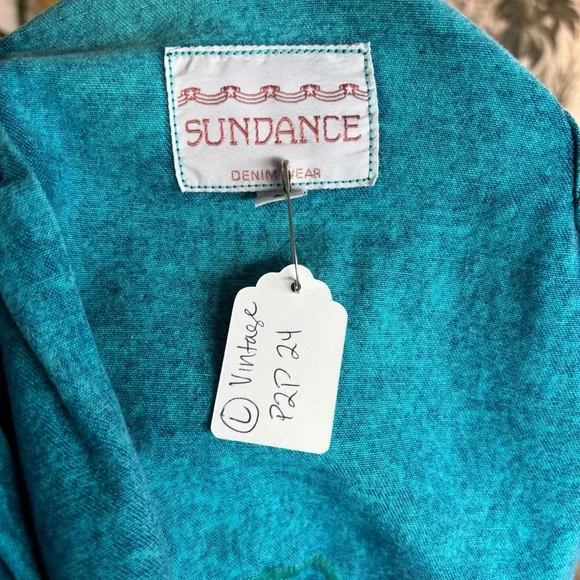 SUNDANCE
DENIM WEAR
L Vintage
P2P 24